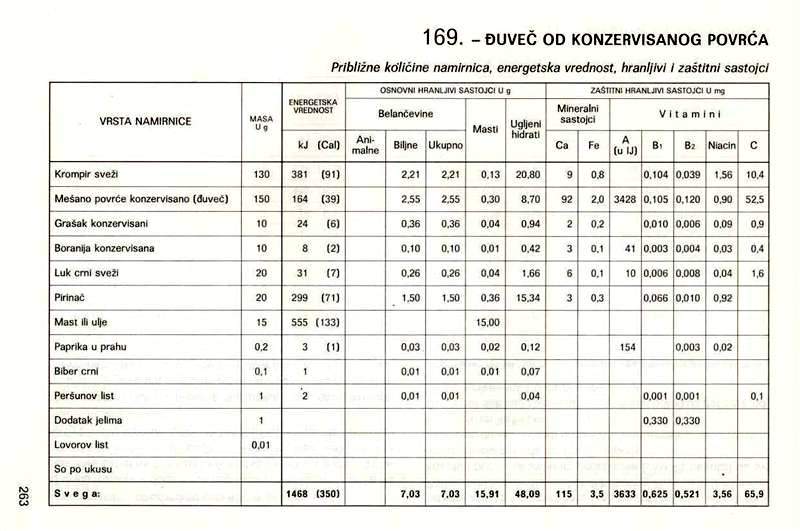 169. – ĐUVEČ OD KONZERVISANOG POVRĆA
Približne količine namirnica, energetska vrednost, hranljivi i zaštitni sastojci
VRSTA NAMIRNICE MASA U g ENERGETSKA VREDNOST OSNOVNI HRANLJIVI SASTOJCI U g ZAŠTITNI HRANLJIVI SASTOJCI U mg
Belančevine Masti Ugljeni hidrati Mineralni sastojci Vitamini
kJ (Cal) Ani-malne Biljne Ukupno Ca Fe A (u IJ) B1 B2 Niacin C
Krompir sveži 130 381 (91) 2,21 2,21 0,13 20,80 9 0,8 0,104 0,039 1,56 10,4
Mešano povrće konzervisano (đuveč) 150 164 (39) 2,55 2,55 0,30 8,70 92 2,0 3428 0,105 0,120 0,90 52,5
Grašak konzervisani 10 24 (6) 0,36 0,36 0,04 0,94 2 0,2 0,010 0,006 0,09 0,9
Boranija konzervisana 10 8 (2) 0,10 0,10 0,01 0,42 3 0,1 41 0,003 0,004 0,03 0,4
Luk crni sveži 20 31 (7) 0,26 0,26 0,04 1,66 6 0,1 10 0,006 0,008 0,04 1,6
Pirinač 20 299 (71) 1,50 1,50 0,36 15,34 3 0,3 0,066 0,010 0,92
Mast ili ulje 15 555 (133) 15,00
Paprika u prahu 0,2 3 (1) 0,03 0,03 0,02 0,12 154 0,003 0,02
Biber crni 0,1 1 0,01 0,01 0,01 0,07
Peršunov list 1 2 0,01 0,01 0,04 0,001 0,001 0,1
Dodatak jelima 1 0,330 0,330
Lovorov list 0,01
So po ukusu
Svega: 1468 (350) 7,03 7,03 15,91 48,09 115 3,5 3633 0,625 0,521 3,56 65,9
263